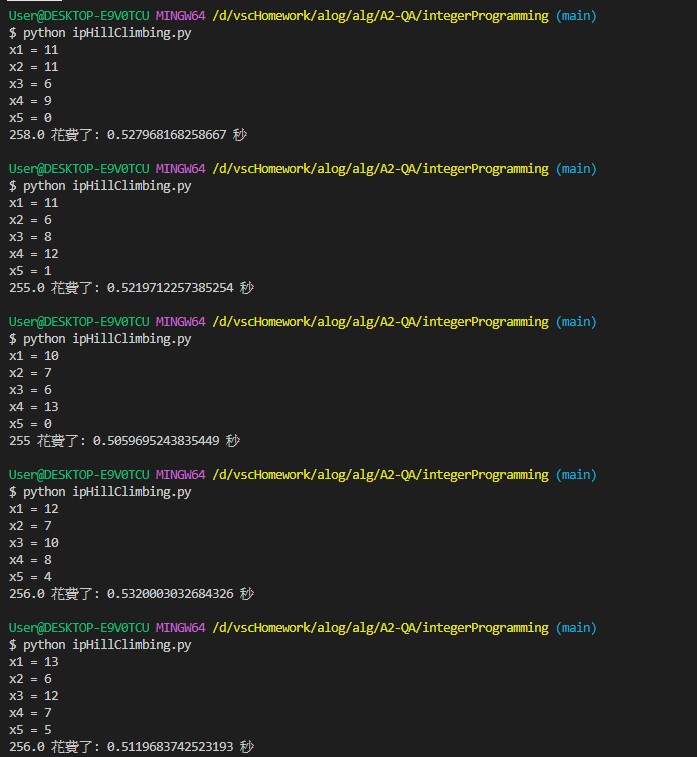 User@DESKTOP-E9V0TCU MINGW64 /d/vscHomework/alog/alg/A2-QA/integerProgramming (main)
$ python ipHillClimbing.py
x1 = 11
x2 = 11
x3 = 6
x4 = 9
x5 = 0
258.0 花費了: 0.527968168258667 秒
User@DESKTOP-E9V0TCU MINGW64 /d/vscHomework/alog/alg/A2-QA/integerProgramming (main)
$ python ipHillClimbing.py
x1 = 11
x2 = 6
x3 = 8
x4 = 12
x5 = 1
255.0 花費了: 0.5219712257385254 秒
User@DESKTOP-E9V0TCU MINGW64 /d/vscHomework/alog/alg/A2-QA/integerProgramming (main)
$ python ipHillClimbing.py
x1 = 10
x2 = 7
x3 = 6
x4 = 13
x5 = 0
255 花費了: 0.5059695243835449 秒
User@DESKTOP-E9V0TCU MINGW64 /d/vscHomework/alog/alg/A2-QA/integerProgramming (main)
$ python ipHillClimbing.py
x1 = 12
x2 = 7
x3 = 10
x4 = 8
x5 = 4
256.0 花費了: 0.5320003032684326 秒
User@DESKTOP-E9V0TCU MINGW64 /d/vscHomework/alog/alg/A2-QA/integerProgramming (main)
$ python ipHillClimbing.py
x1 = 13
x2 = 6
x3 = 12
x4 = 7
x5 = 5
256.0 花費了: 0.5119683742523193 秒